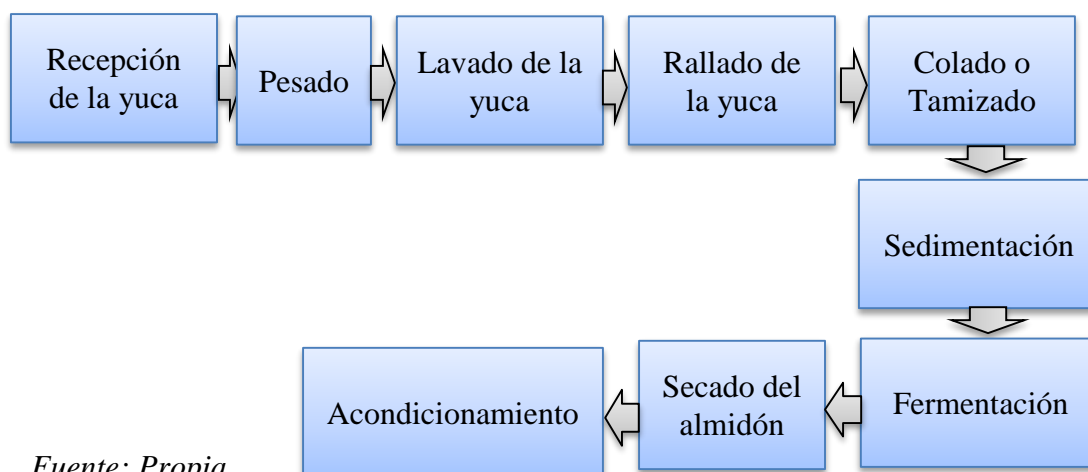 Recepción
de la yuca
Pesado
Lavado de la
yuca
Rallado de
la yuca
Colado o
Tamizado
Sedimentación
Fermentación
Secado del
almidón
Acondicionamiento
Fuente: Propia